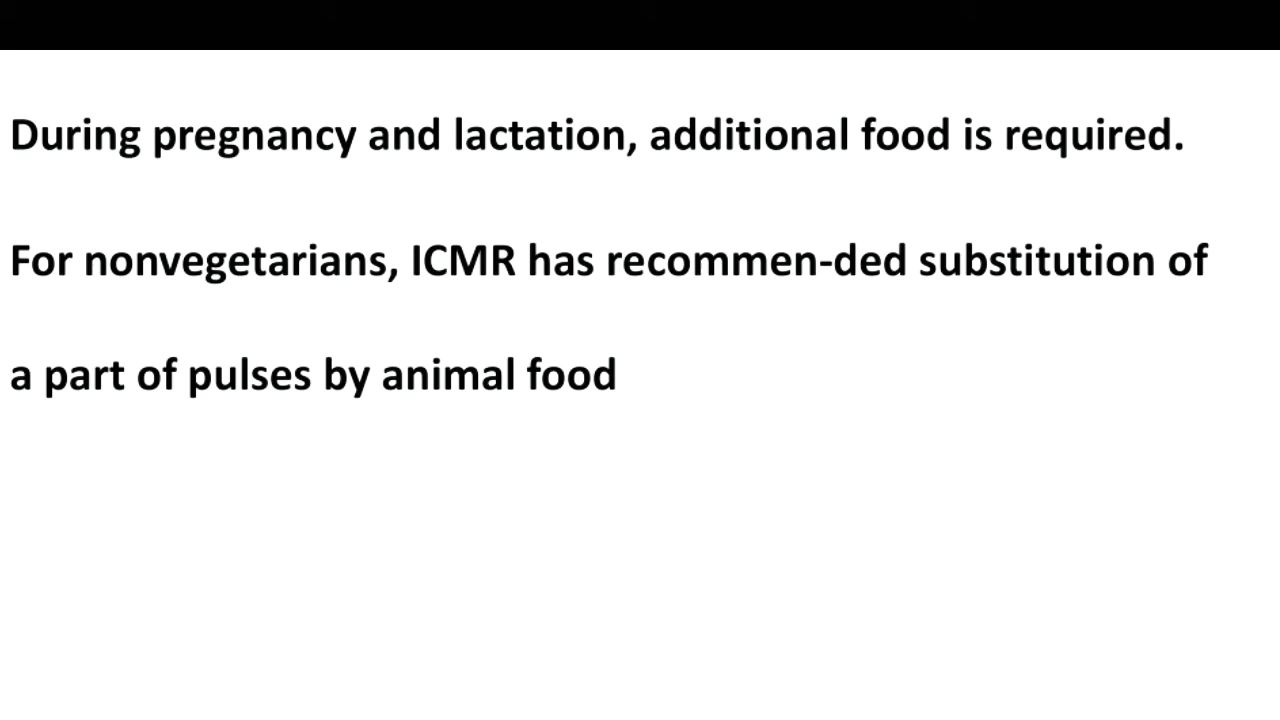 During pregnancy and lactation, additional food is required.
For nonvegetarians, ICMR has recommen-ded substitution of
a part of pulses by animal food